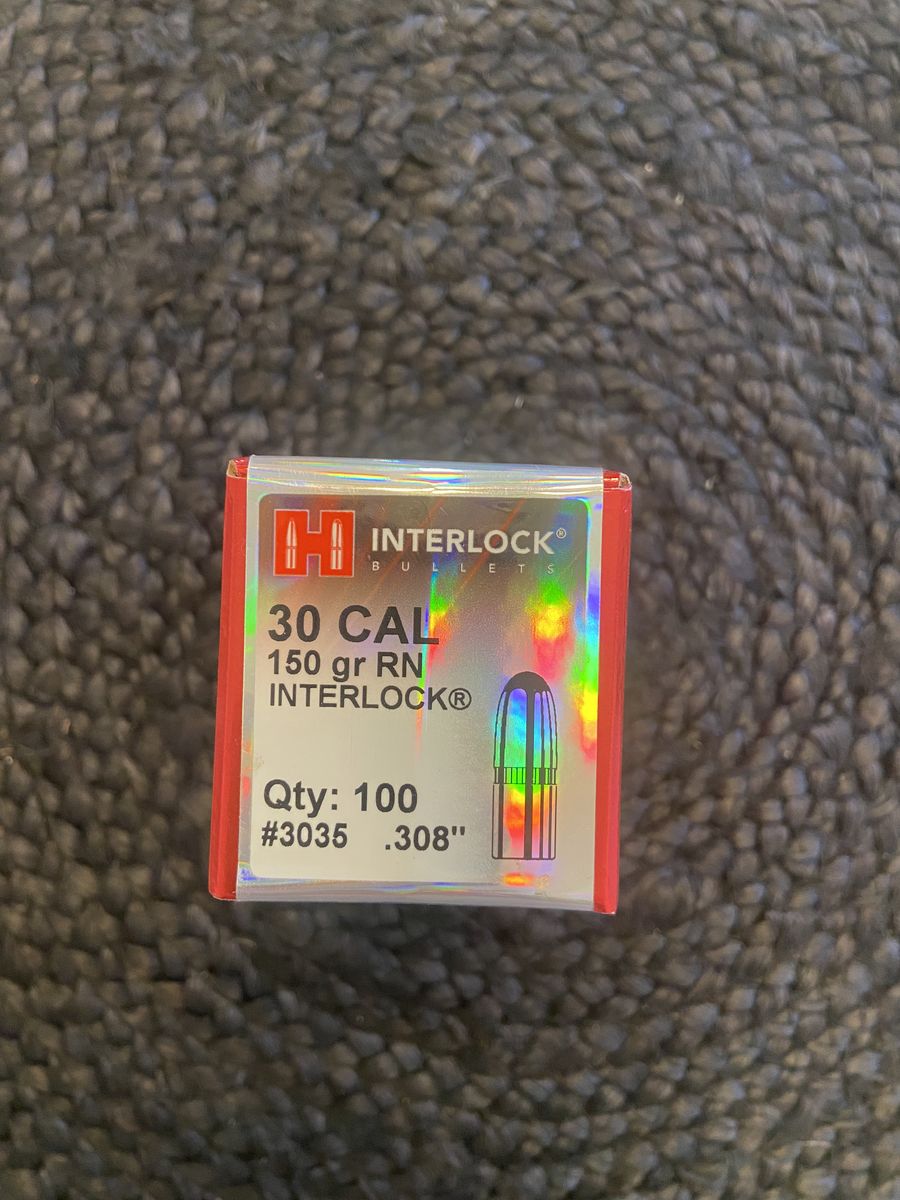 H INTERLOCK®
BULLETS
30 CAL
150 gr RN
INTERLOCK®
Qty: 100
#3035 .308"